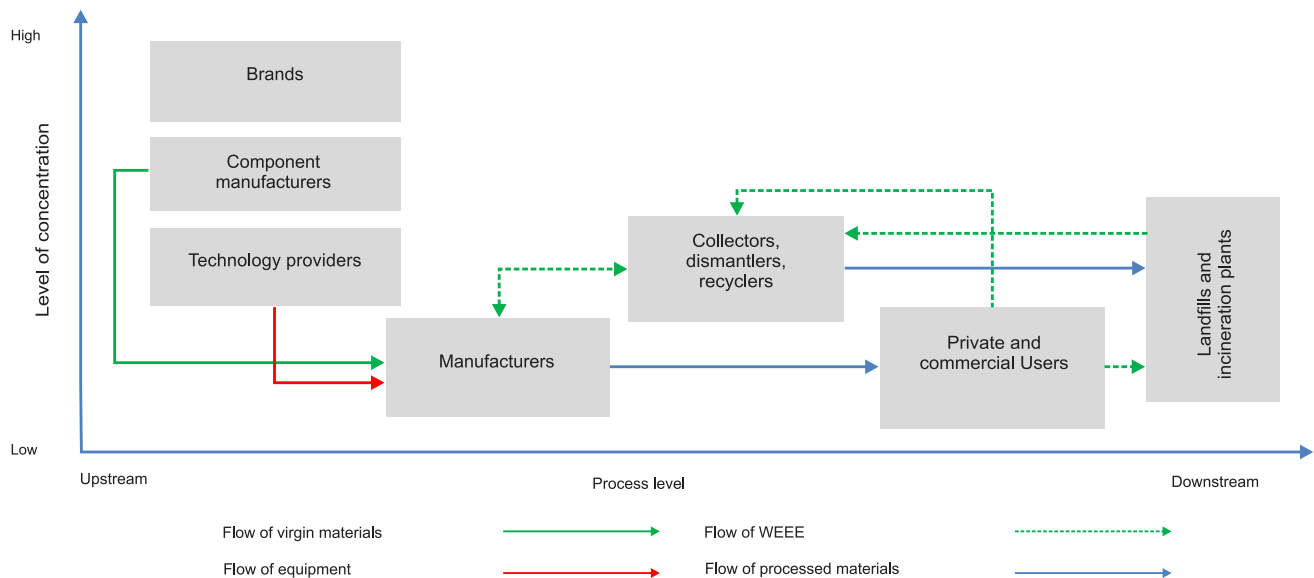 High
Level of concentration
Low
Brands
Component
manufacturers
Technology providers
Manufacturers
Collectors,
dismantlers,
recyclers
Private and
commercial Users
Landfills and
incineration plants
Upstream
Process level
Downstream
Flow of virgin materials
Flow of WEEE
Flow of equipment
Flow of processed materials